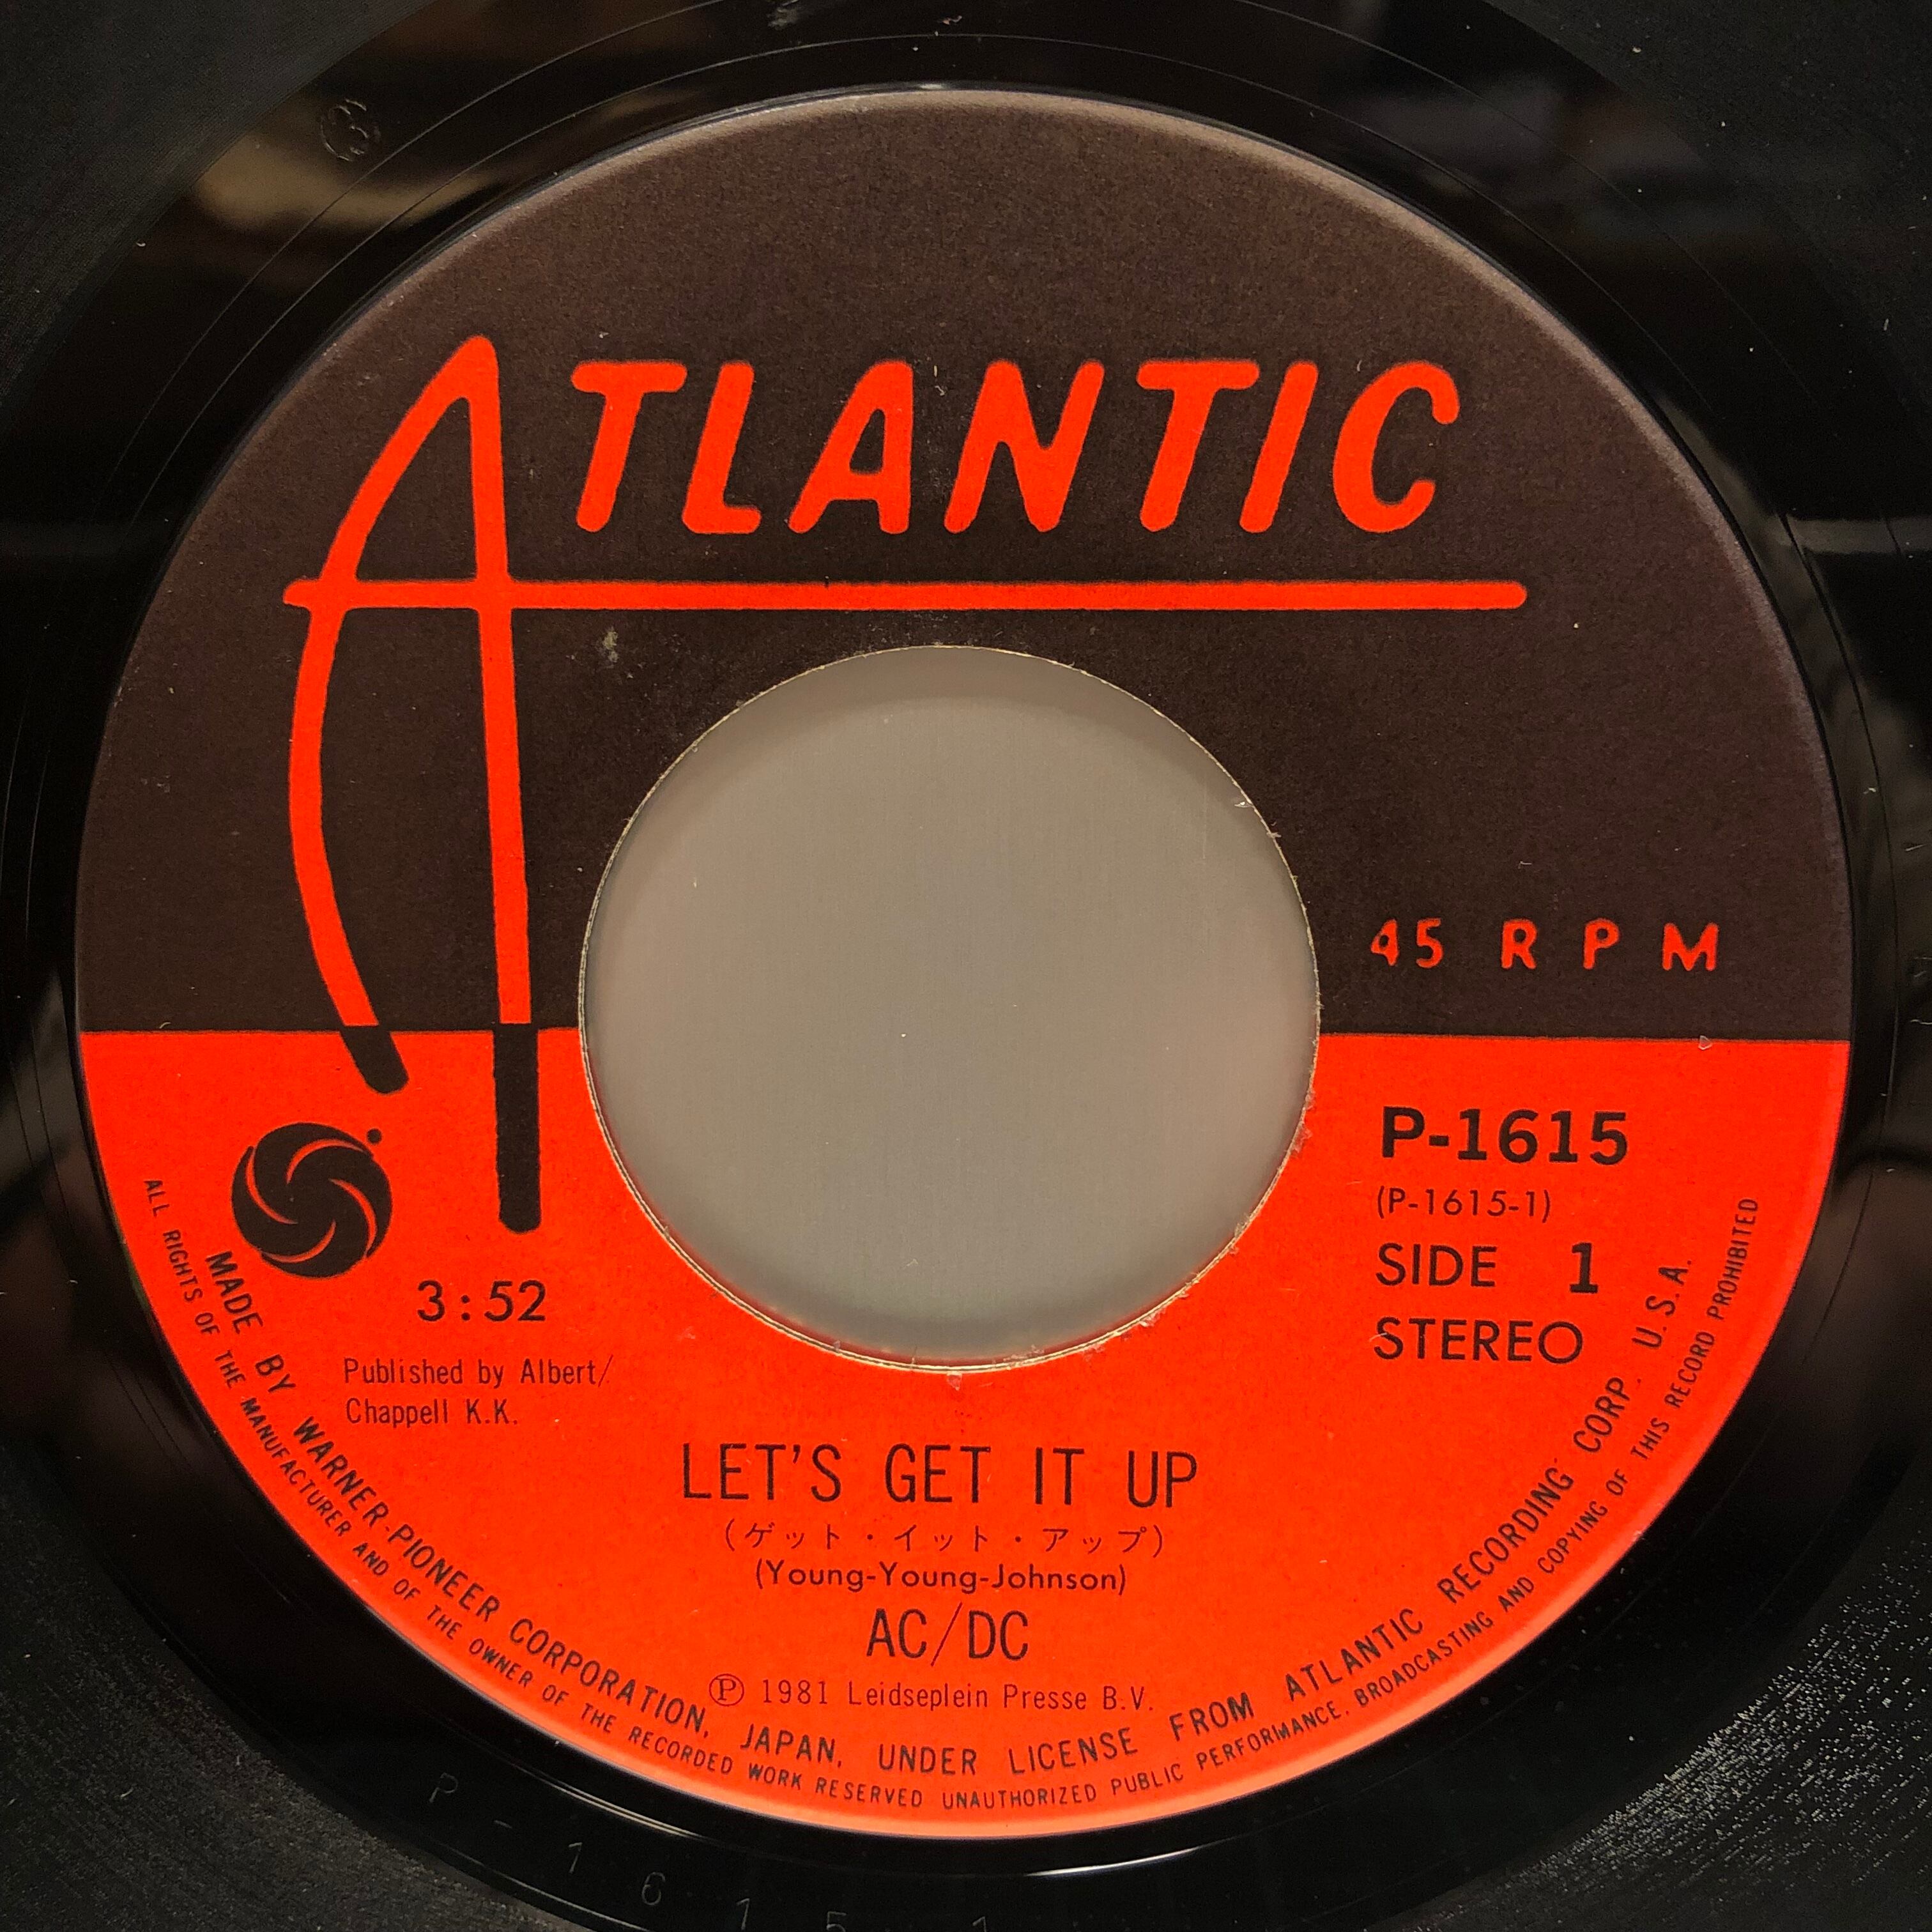 ATLANTIC
45 RPM
P-1615
(P-1615-1)
SIDE 1
STEREO
3:52
Published by Albert/
Chappell K.K.
LET'S GET IT UP
(ゲット・イット・アップ)
(Young-Young-Johnson)
AC/DC
Ⓟ 1981 Leidseplein Presse B.V.
MADE BY WARNER-PIONEER CORPORATION, JAPAN, UNDER LICENSE FROM ATLANTIC RECORDING CORP. U.S.A.
ALL RIGHTS OF THE MANUFACTURER AND OF THE OWNER OF THE RECORDED WORK RESERVED UNAUTHORIZED PUBLIC PERFORMANCE, BROADCASTING AND COPYING OF THIS RECORD PROHIBITED
P-1615-1
6